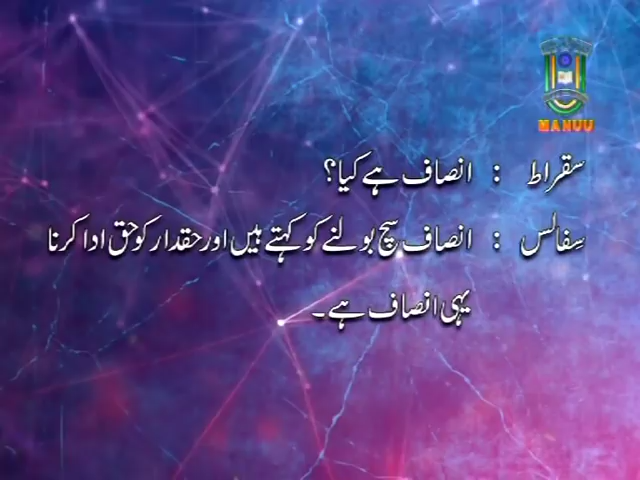 MANUU
سقراط : انصاف ہے کیا؟
سِفالس : انصاف سچ بولنے کو کہتے ہیں اور حقدار کو حق ادا کرنا
یہی انصاف ہے۔